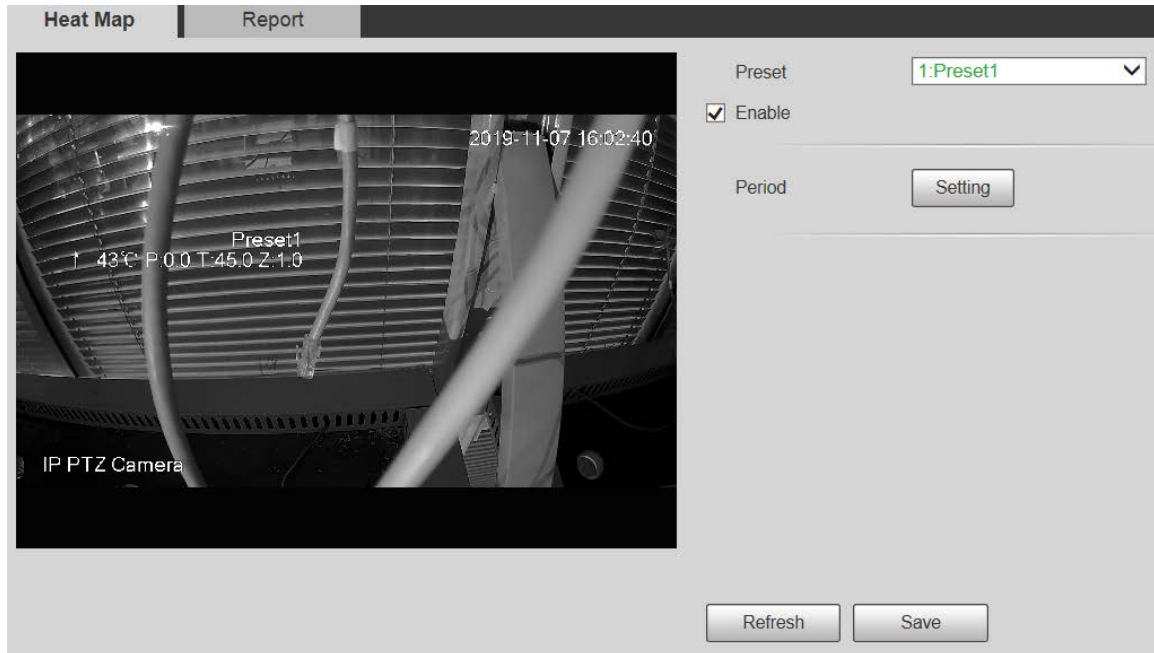 Heat Map Report
Preset 1:Preset1
Enable
2019-11-07 16:02:40
Period Setting
Preset1
↑ 43℃ P:0.0 T:45.0 Z:1.0
IP PTZ Camera
Refresh Save